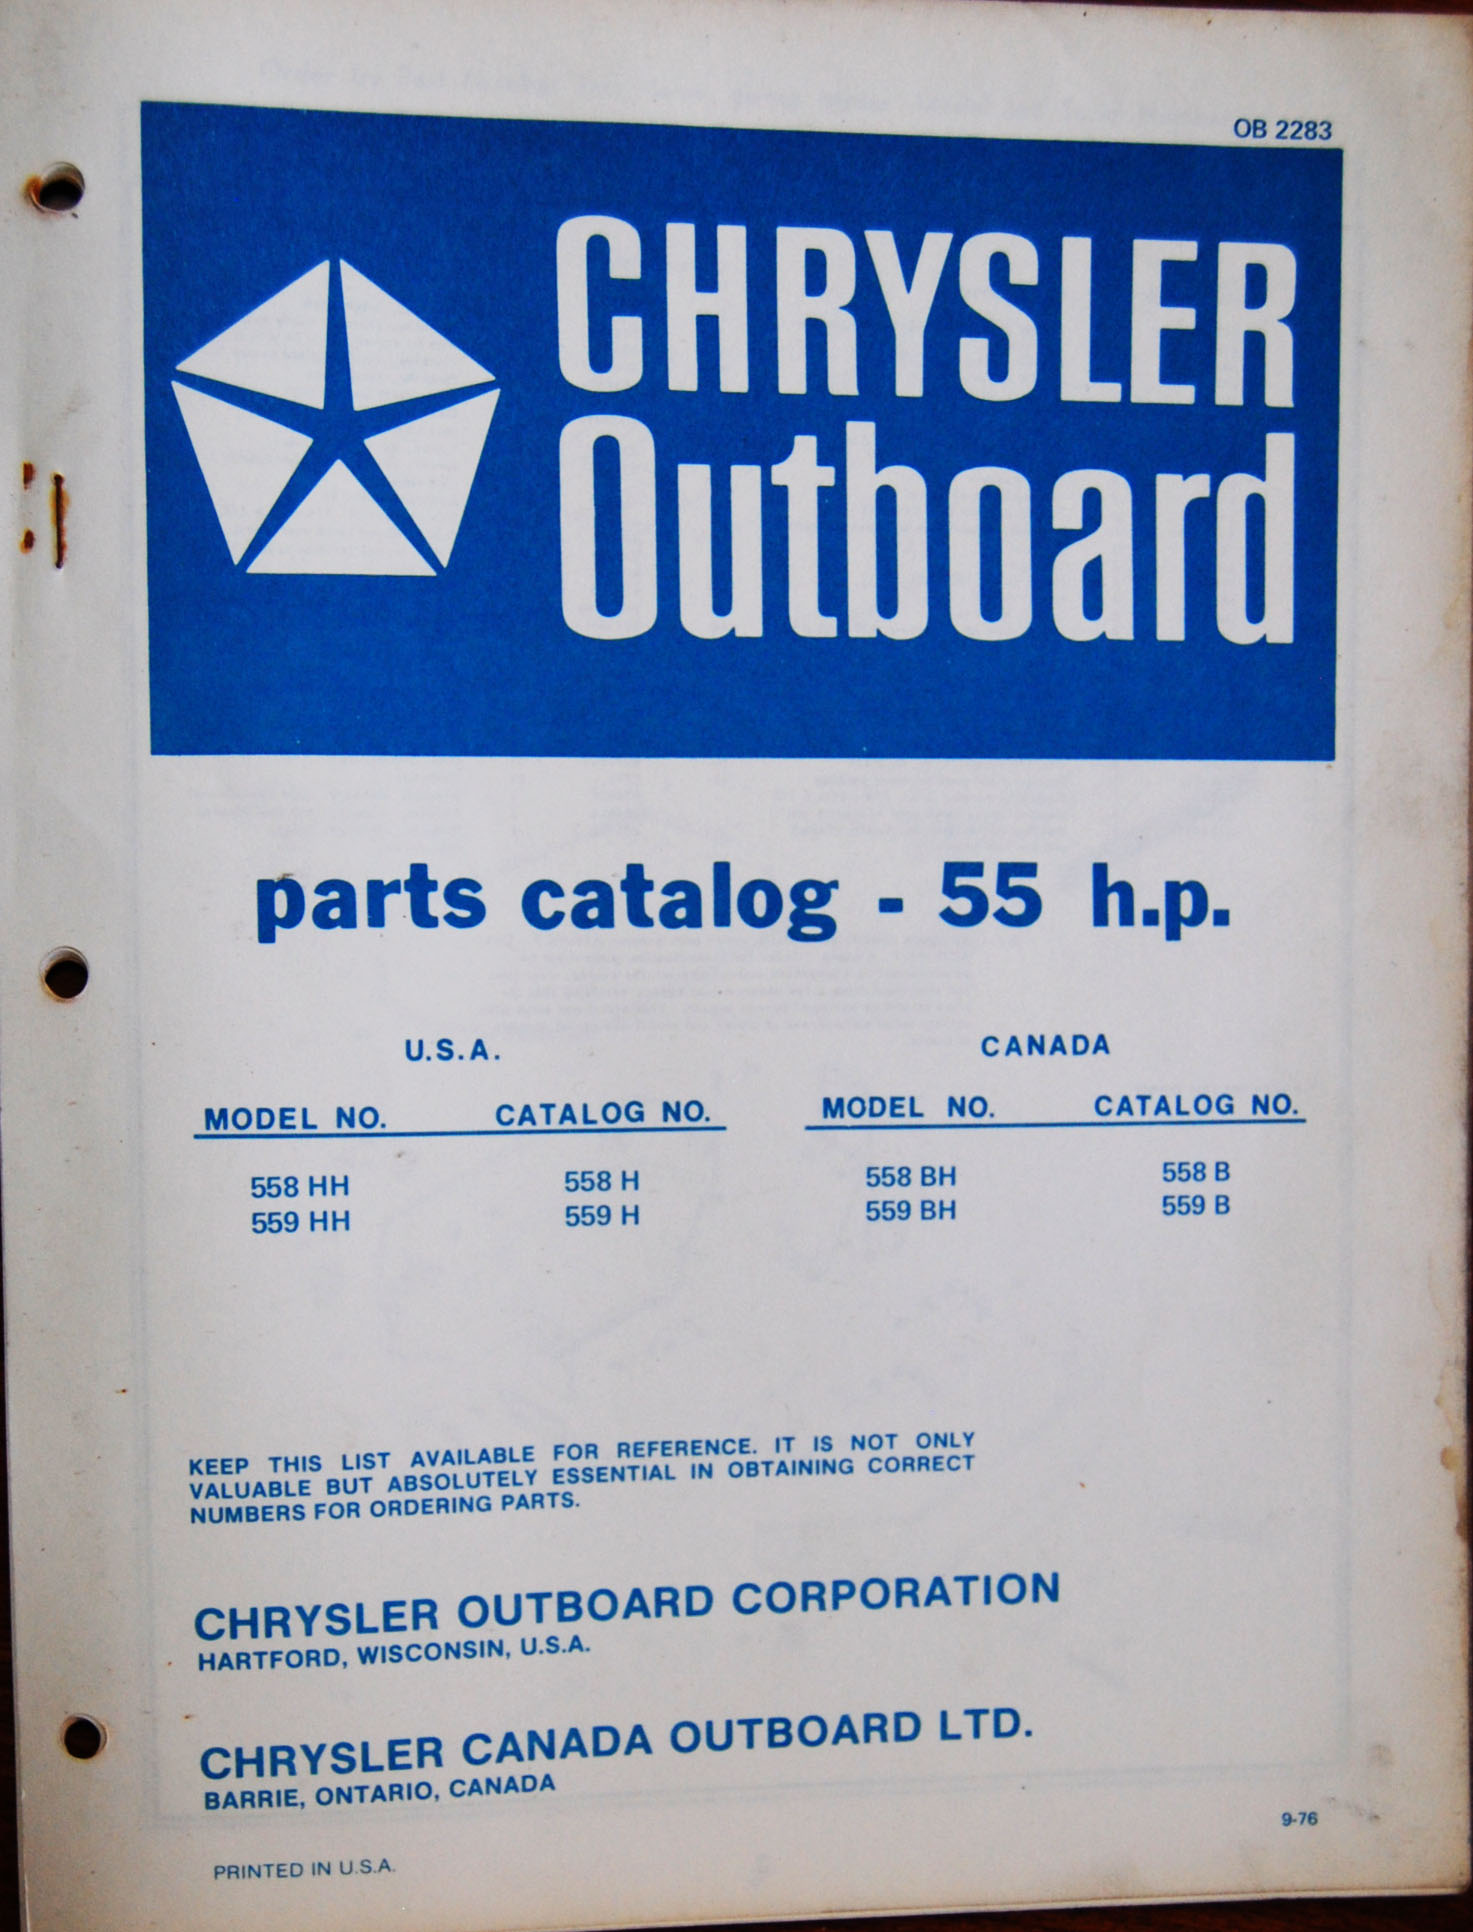 OB 2283
CHRYSLER
Outboard
parts catalog - 55 h.p.
U.S.A. CANADA
MODEL NO. CATALOG NO. MODEL NO. CATALOG NO.
558 HH 558 H 558 BH 558 B
559 HH 559 H 559 BH 559 B
KEEP THIS LIST AVAILABLE FOR REFERENCE. IT IS NOT ONLY
VALUABLE BUT ABSOLUTELY ESSENTIAL IN OBTAINING CORRECT
NUMBERS FOR ORDERING PARTS.
CHRYSLER OUTBOARD CORPORATION
HARTFORD, WISCONSIN, U.S.A.
CHRYSLER CANADA OUTBOARD LTD.
BARRIE, ONTARIO, CANADA
9-76
PRINTED IN U.S.A.